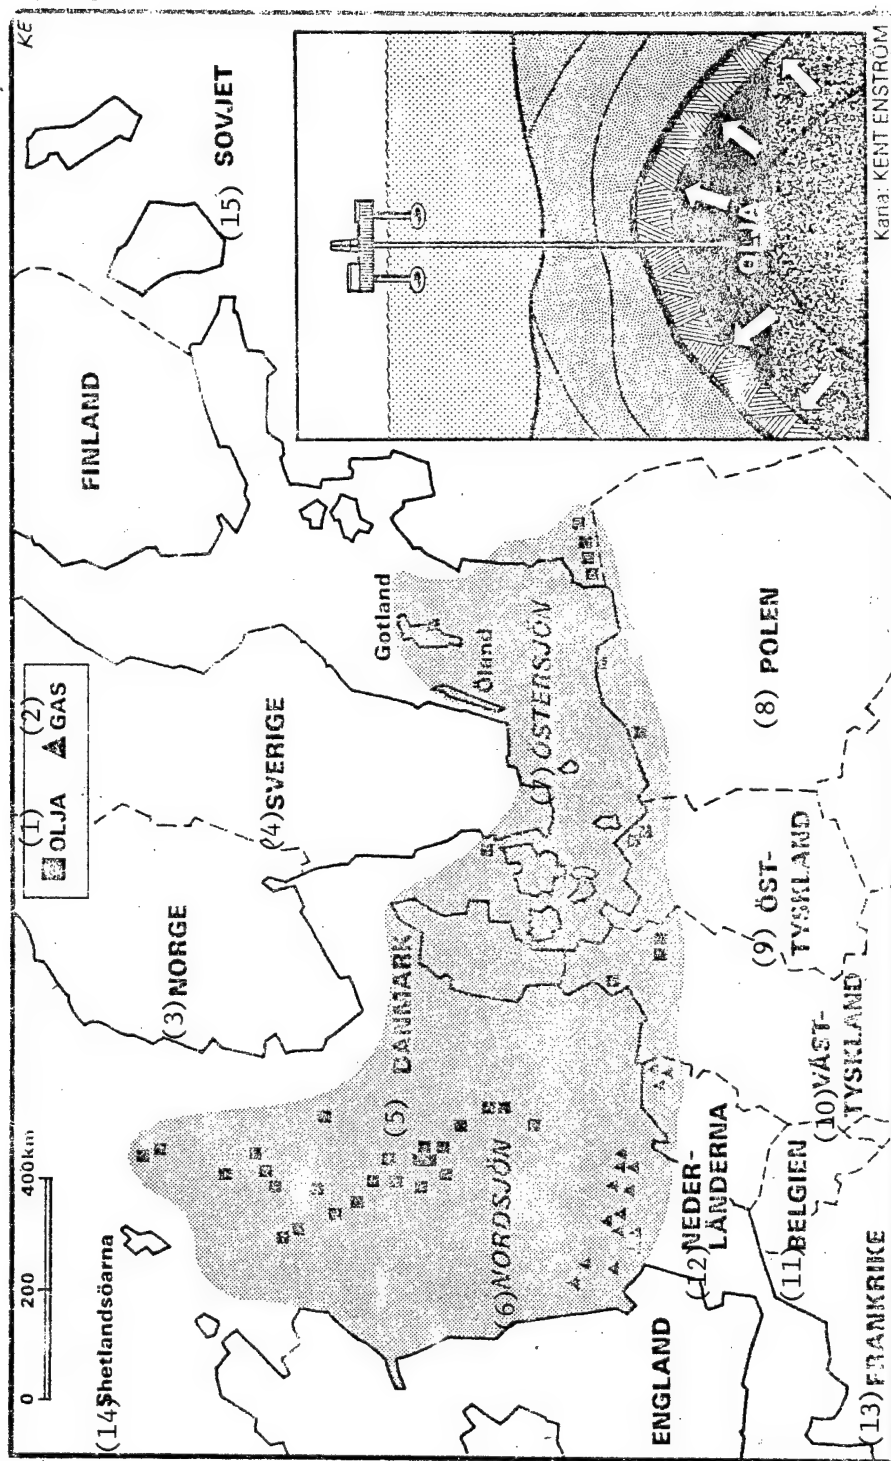 KE
0 200 400km
(14) Shetlandsöarna
(1) (2)
OLJA GAS
(3) NORGE
(4) SVERIGE
FINLAND
(15) SOVJET
Gotland
Öland
(5) DANMARK
(6) NORDSJÖN
(7) ÖSTERSJÖN
ENGLAND
(12) NEDER-
LÄNDERNA
(11) BELGIEN
(13) FRANKRIKE
(10) VÄST-
TYSKLAND
(9) ÖST-
TYSKLAND
(8) POLEN
OLJA
Karta: KENT ENSTRÖM